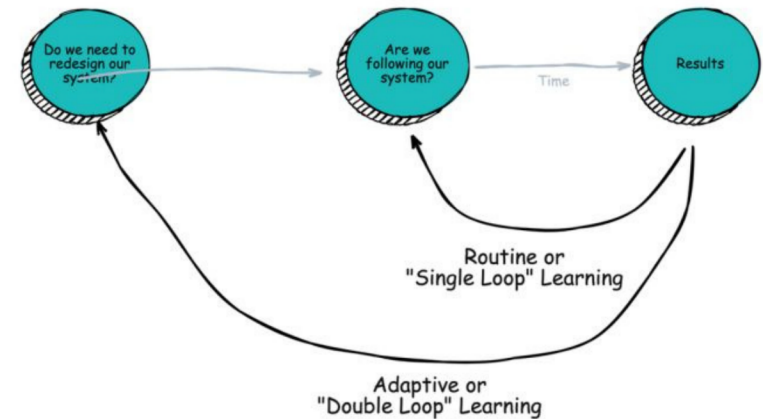 Do we need to
redesign our
system?
Are we
following our
system?
Time
Results
Routine or
"Single Loop" Learning
Adaptive or
"Double Loop" Learning